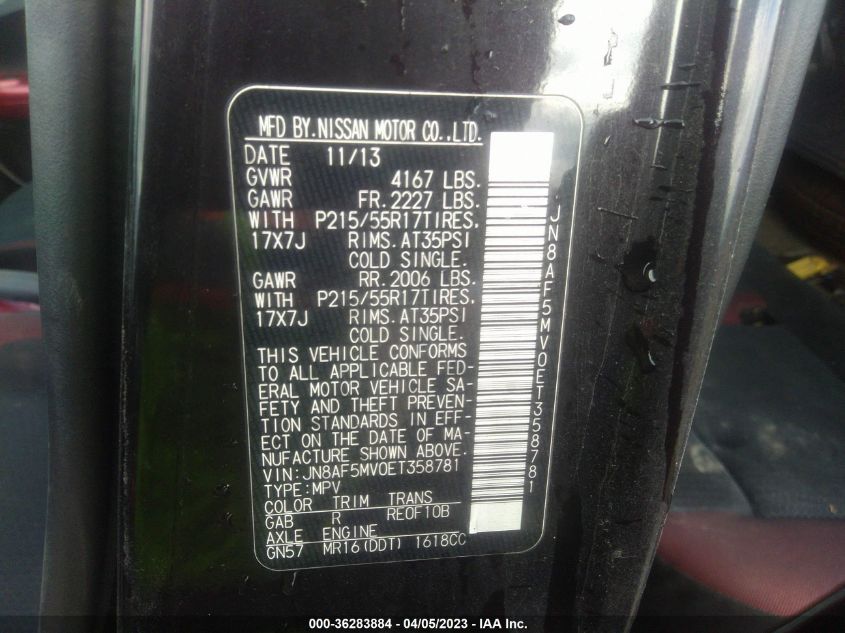 MFD BY.NISSAN MOTOR CO.,LTD.
DATE 11/13
GVWR 4167 LBS.
GAWR FR.2227 LBS.
WITH P215/55R17TIRES.
17X7J RIMS.AT35PSI
COLD SINGLE.
GAWR RR.2006 LBS.
WITH P215/55R17TIRES.
17X7J RIMS.AT35PSI
COLD SINGLE.
THIS VEHICLE CONFORMS
TO ALL APPLICABLE FED-
ERAL MOTOR VEHICLE SA-
FETY AND THEFT PREVEN-
TION STANDARDS IN EFF-
ECT ON THE DATE OF MA-
NUFACTURE SHOWN ABOVE.
VIN:JN8AF5MV0ET358781
TYPE:MPV
COLOR TRIM TRANS
GAB R RE0F10B
AXLE ENGINE
GN57 MR16(DDT) 1618CC
JN8AF5MV0ET358781
000-36283884 - 04/05/2023 - IAA Inc.